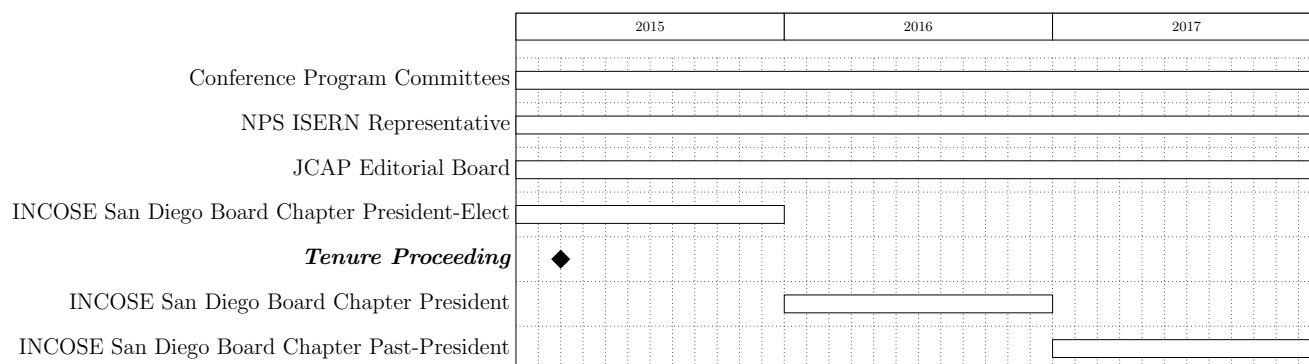 2015 2016 2017
Conference Program Committees
NPS ISERN Representative
JCAP Editorial Board
INCOSE San Diego Board Chapter President-Elect
Tenure Proceeding
INCOSE San Diego Board Chapter President
INCOSE San Diego Board Chapter Past-President